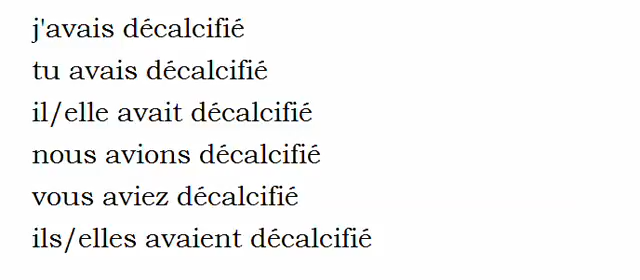 j'avais décalcifié
tu avais décalcifié
il/elle avait décalcifié
nous avions décalcifié
vous aviez décalcifié
ils/elles avaient décalcifié